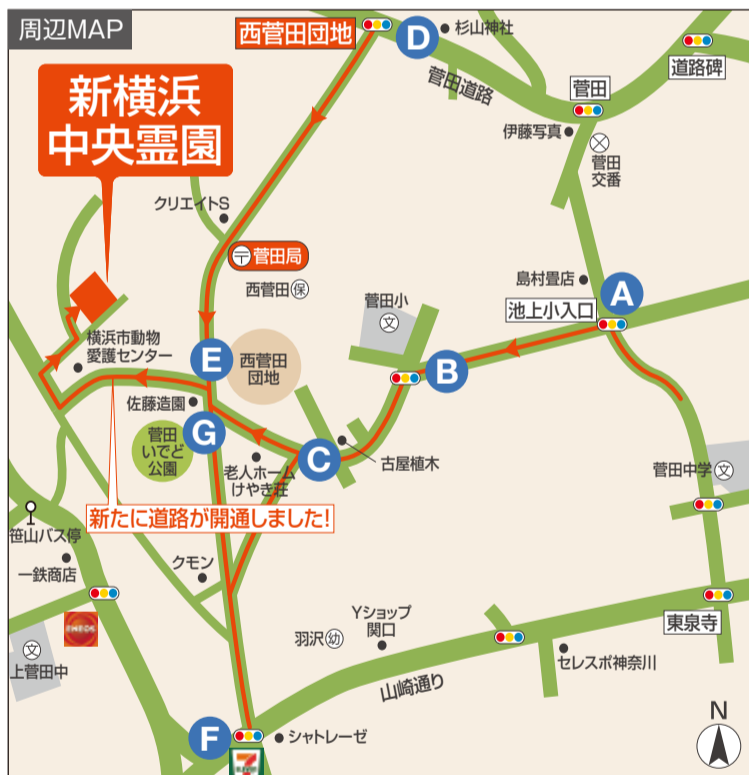 周辺MAP
西菅田団地
D
杉山神社
道路碑
新横浜
中央霊園
菅田道路
菅田
伊藤写真
菅田
交番
クリエイトS
〒菅田局
西菅田保
島村畳店
A
菅田小
文
池上小入口
横浜市動物
愛護センター
E
西菅田
団地
B
佐藤造園
G
菅田
いでど
公園
C
古屋植木
老人ホーム
けやき荘
菅田中学文
新たに道路が開通しました!
笹山バス停
一鉄商店
クモン
ENEOS
文
上菅田中
羽沢幼
Yショップ
関口
東泉寺
セレスポ神奈川
山崎通り
N
F
シャトレーゼ
7